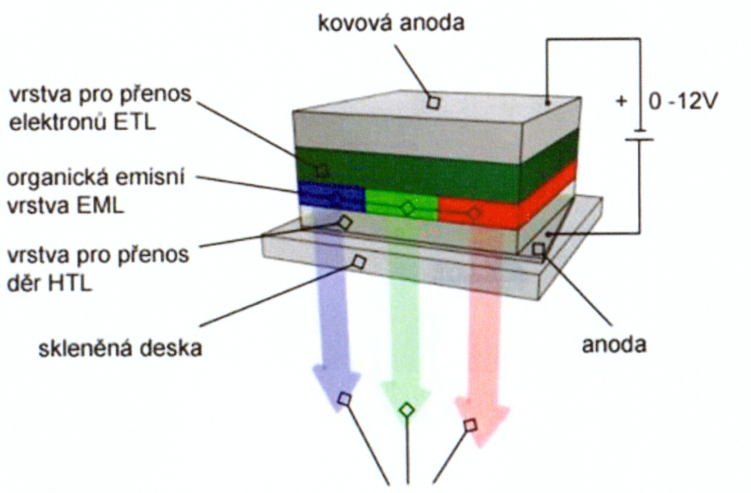 kovová anoda
vrstva pro přenos
elektronů ETL
+ 0 -12V
organická emisní
vrstva EML
vrstva pro přenos
děr HTL
skleněná deska
anoda